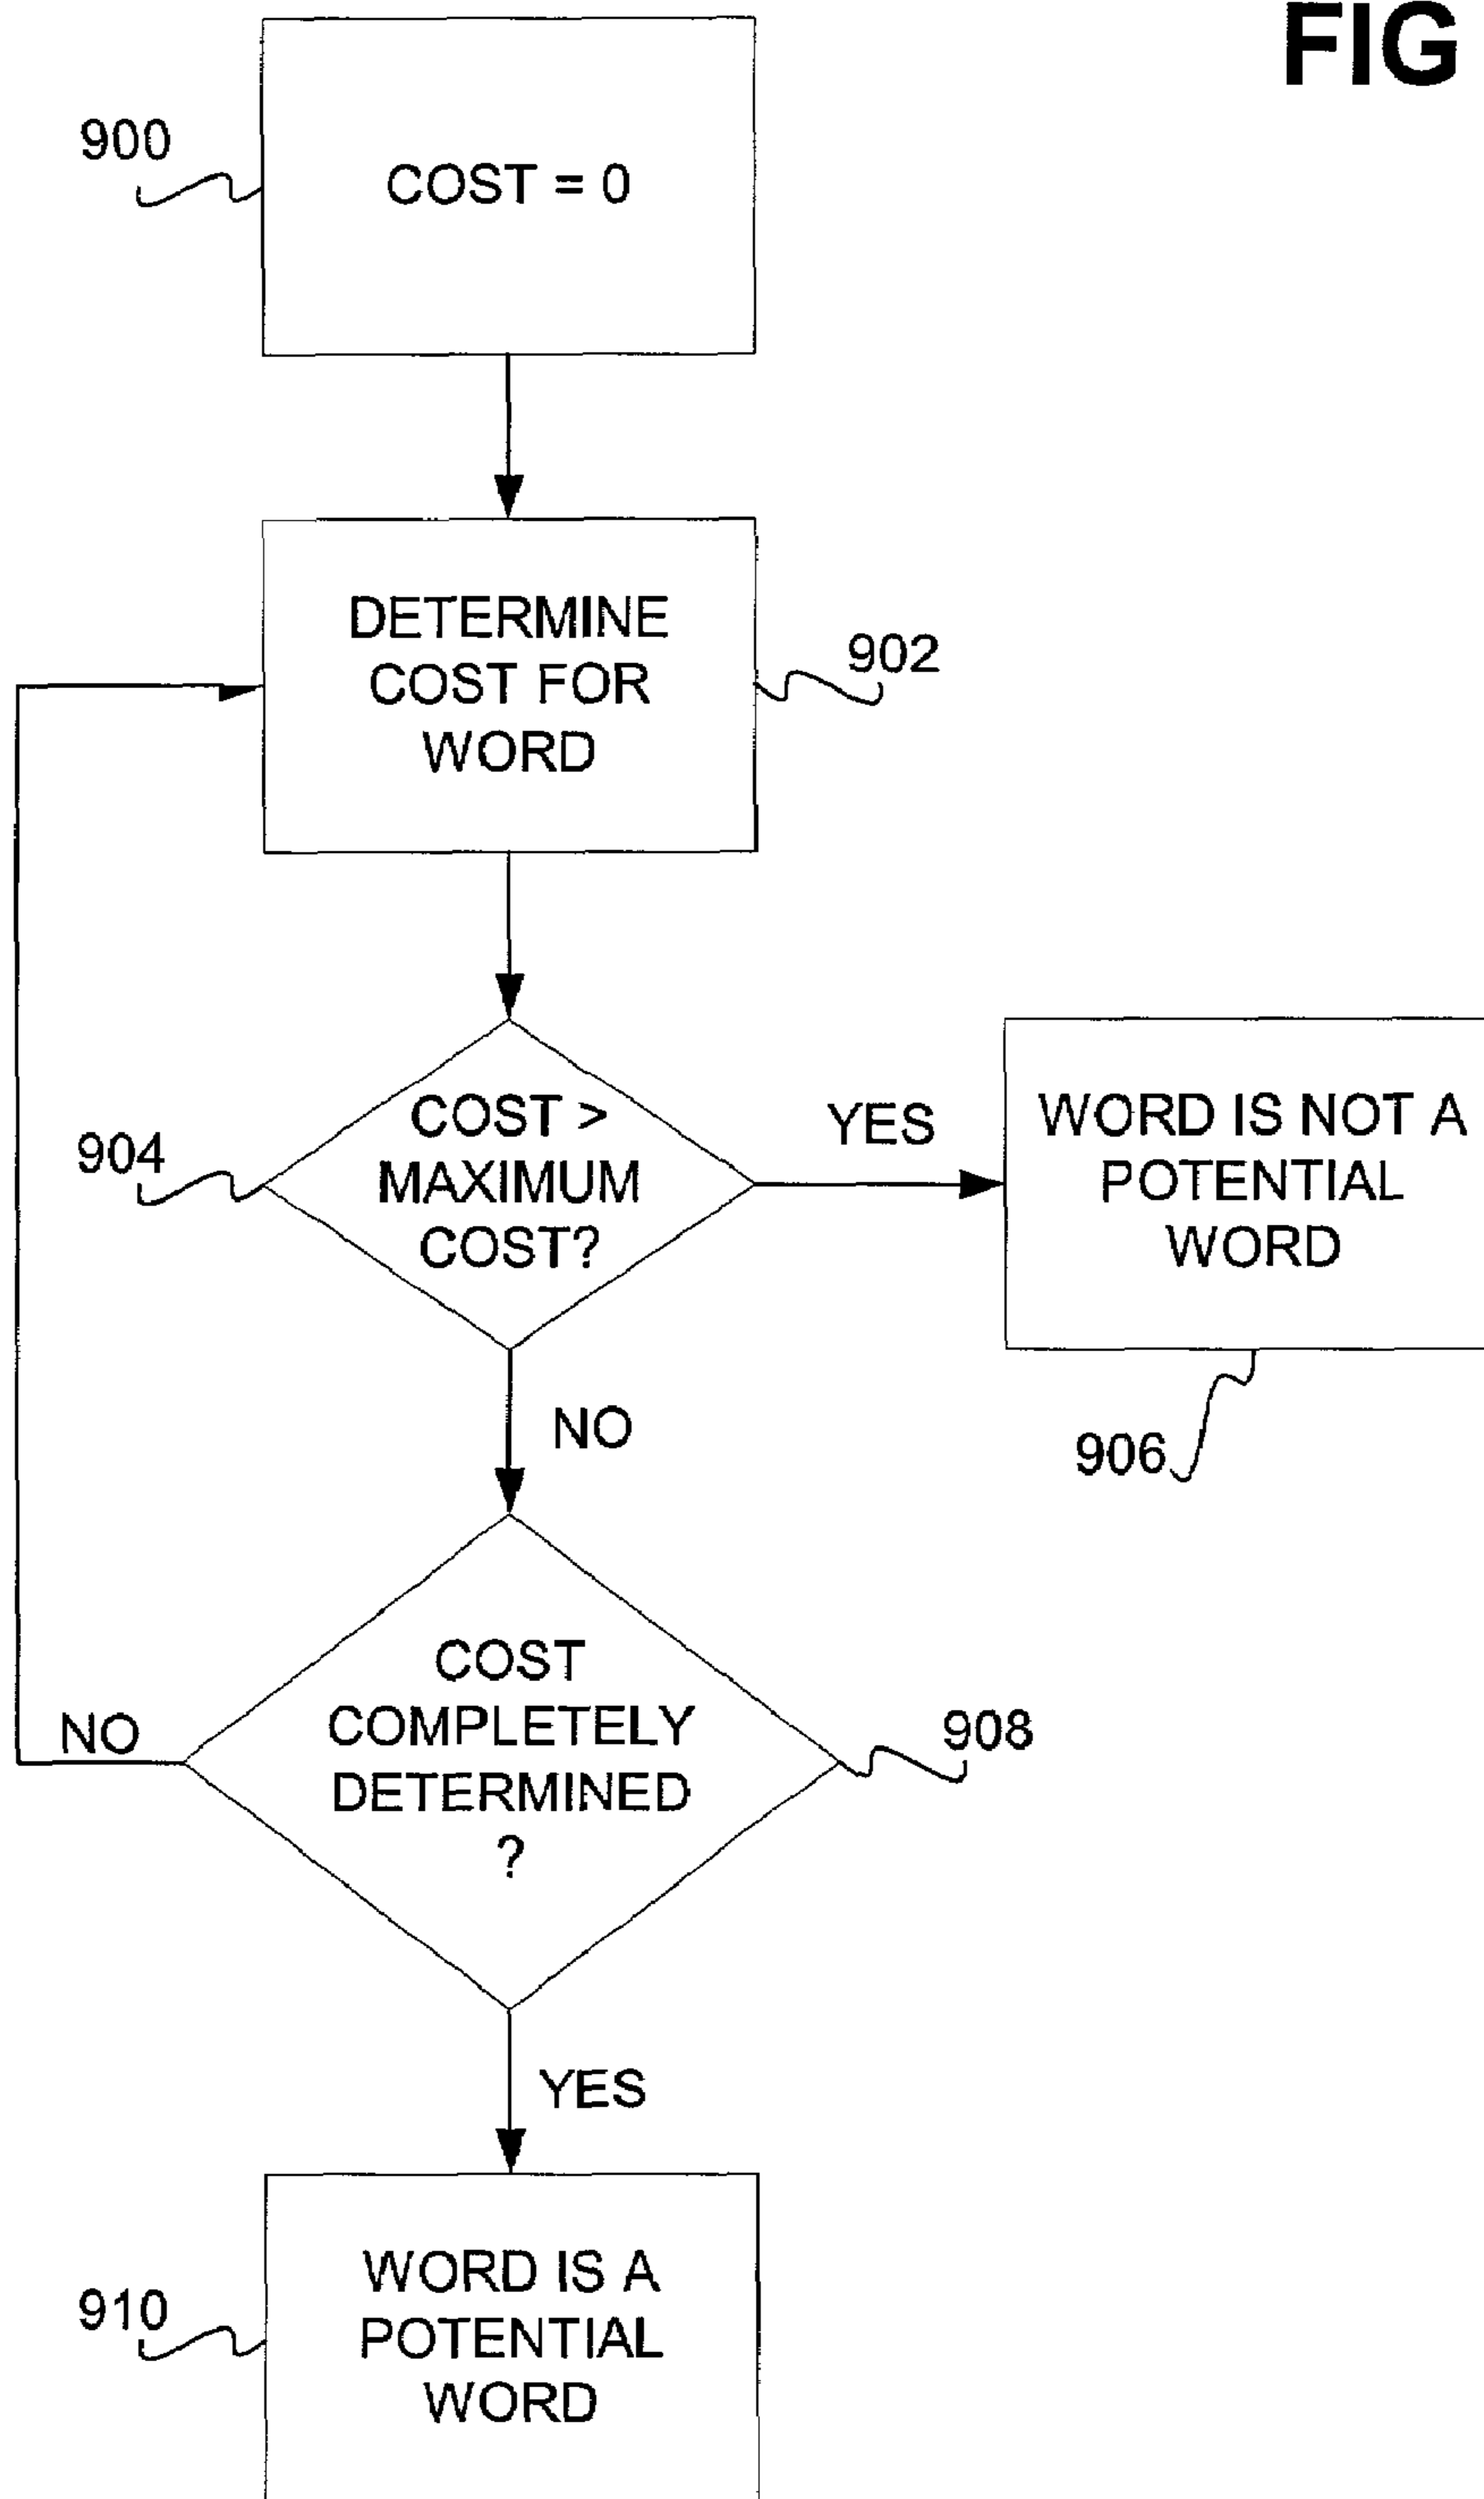 FIG
900
COST = 0
DETERMINE
COST FOR
WORD
902
904
COST >
MAXIMUM
COST?
YES
WORD IS NOT A
POTENTIAL
WORD
NO
906
COST
COMPLETELY
DETERMINED
?
NO
908
YES
910
WORD IS A
POTENTIAL
WORD